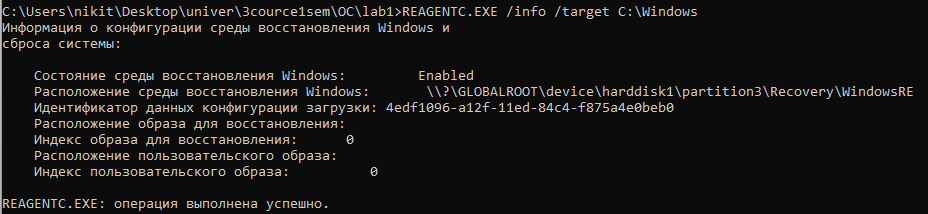 C:\Users\nikit\Desktop\univer\3cource1sem\OC\lab1>REAGENTC.EXE /info /target C:\Windows
Информация о конфигурации среды восстановления Windows и
сброса системы:
Состояние среды восстановления Windows: Enabled
Расположение среды восстановления Windows: \\?\GLOBALROOT\device\harddisk1\partition3\Recovery\WindowsRE
Идентификатор данных конфигурации загрузки: 4edf1096-a12f-11ed-84c4-f875a4e0beb0
Расположение образа для восстановления:
Индекс образа для восстановления: 0
Расположение пользовательского образа:
Индекс пользовательского образа: 0
REAGENTC.EXE: операция выполнена успешно.